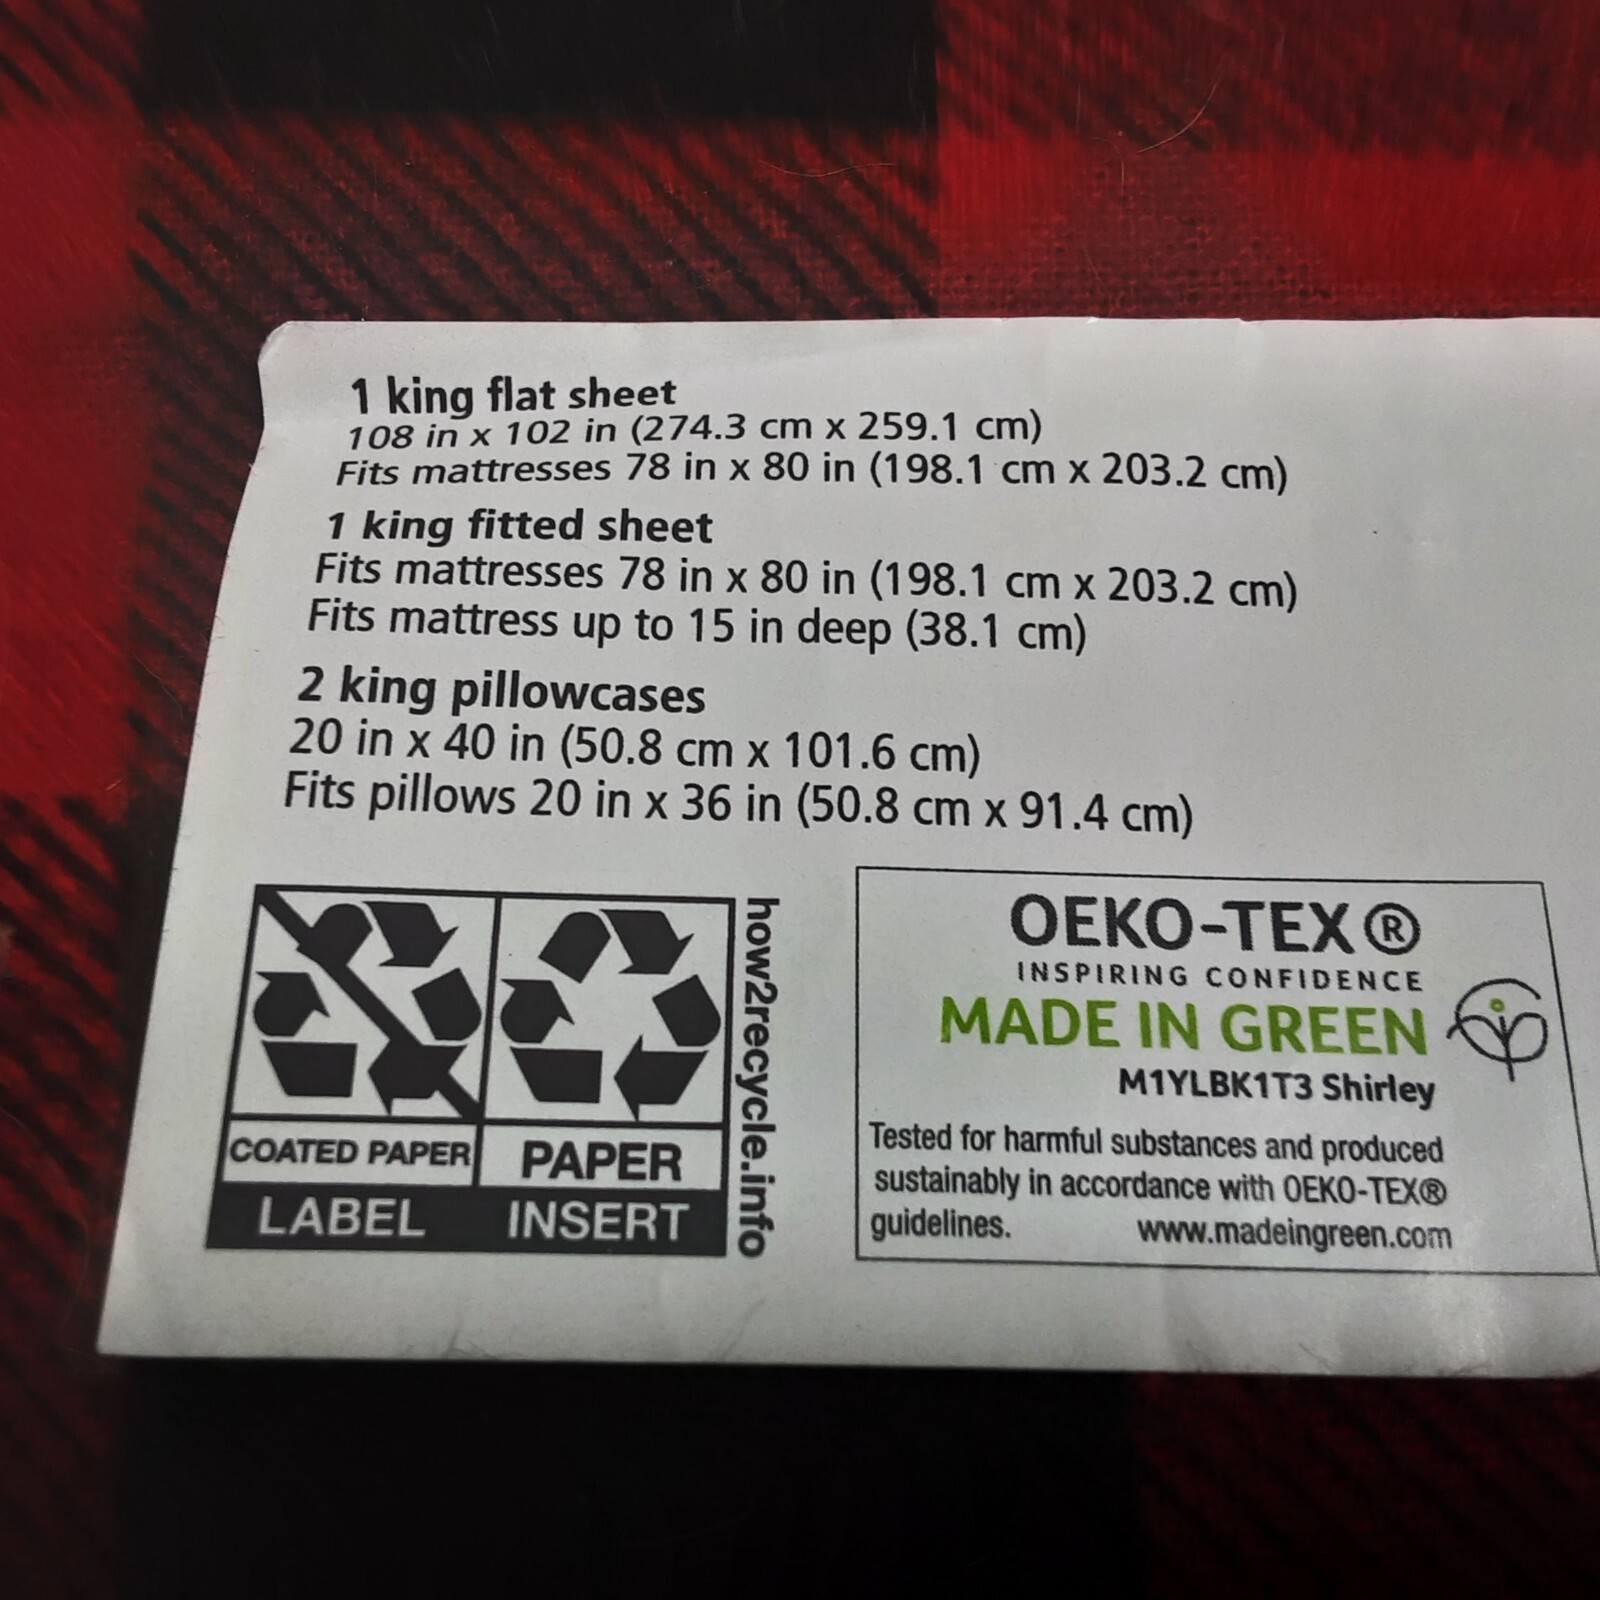 1 king flat sheet
108 in x 102 in (274.3 cm x 259.1 cm)
Fits mattresses 78 in x 80 in (198.1 cm x 203.2 cm)
1 king fitted sheet
Fits mattresses 78 in x 80 in (198.1 cm x 203.2 cm)
Fits mattress up to 15 in deep (38.1 cm)
2 king pillowcases
20 in x 40 in (50.8 cm x 101.6 cm)
Fits pillows 20 in x 36 in (50.8 cm x 91.4 cm)
COATED PAPER
LABEL
PAPER
INSERT
how2recycle.info
OEKO-TEX®
INSPIRING CONFIDENCE
MADE IN GREEN
M1YLBK1T3 Shirley
Tested for harmful substances and produced
sustainably in accordance with OEKO-TEX®
guidelines. www.madeingreen.com